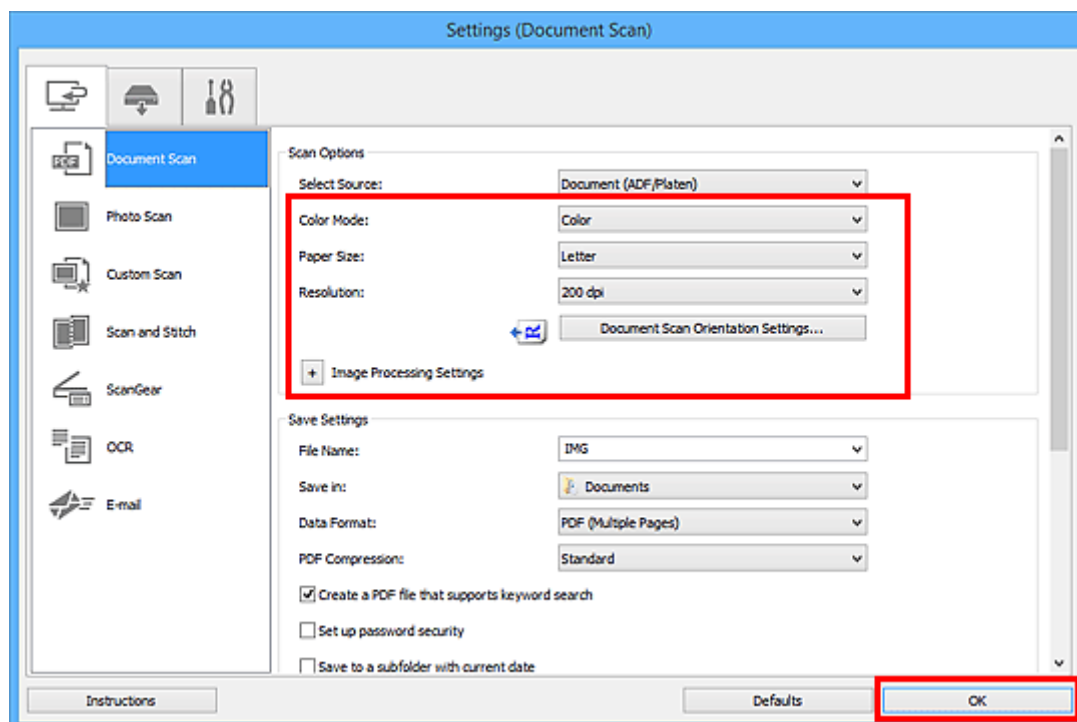 Settings (Document Scan)
PDF
Document Scan
Photo Scan
Custom Scan
Scan and Stitch
ScanGear
OCR
E-mail
Scan Options
Select Source: Document (ADF/Platen)
Color Mode: Color
Paper Size: Letter
Resolution: 200 dpi
R Document Scan Orientation Settings...
+ Image Processing Settings
Save Settings
File Name: IMG
Save in: Documents
Data Format: PDF (Multiple Pages)
PDF Compression: Standard
Create a PDF file that supports keyword search
Set up password security
Save to a subfolder with current date
Instructions Defaults OK